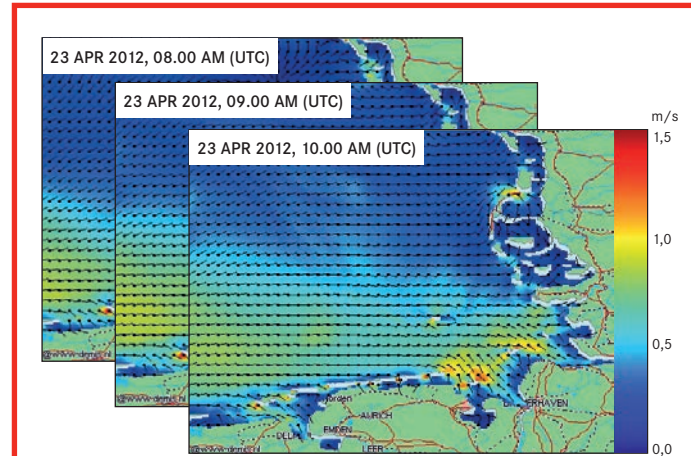 23 APR 2012, 08.00 AM (UTC)
23 APR 2012, 09.00 AM (UTC)
23 APR 2012, 10.00 AM (UTC)
m/s
1,5
1,0
0,5
0,0
AURICH
EMDEN
LEER